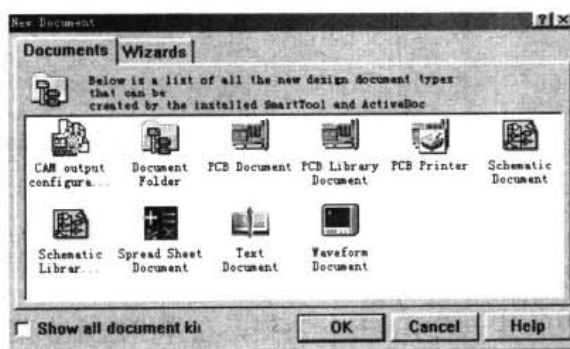 New Document
Documents Wizards
Below is a list of all the new design document types
that can be
created by the installed SmartTool and ActiveDoc
CAM output
configura...
Document
Folder
PCB Document
PCB Library
Document
PCB Printer
Schematic
Document
Schematic
Librar...
Spread Sheet
Document
Text
Document
Waveform
Document
Show all document kin
OK
Cancel
Help